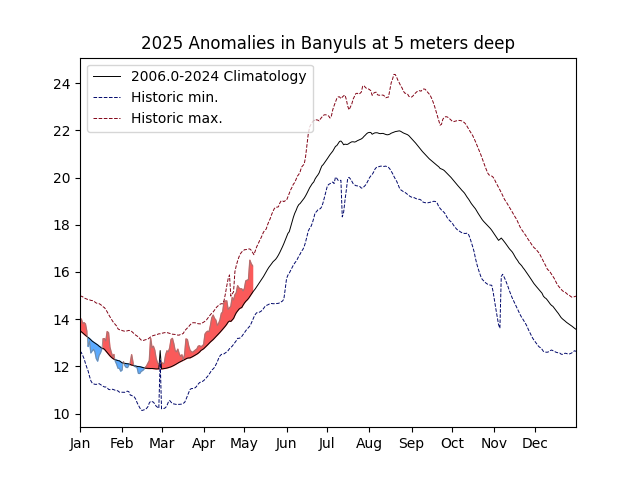 2025 Anomalies in Banyuls at 5 meters deep
2006.0-2024 Climatology
Historic min.
Historic max.
24
22
20
18
16
14
12
10
Jan Feb Mar Apr May Jun Jul Aug Sep Oct Nov Dec